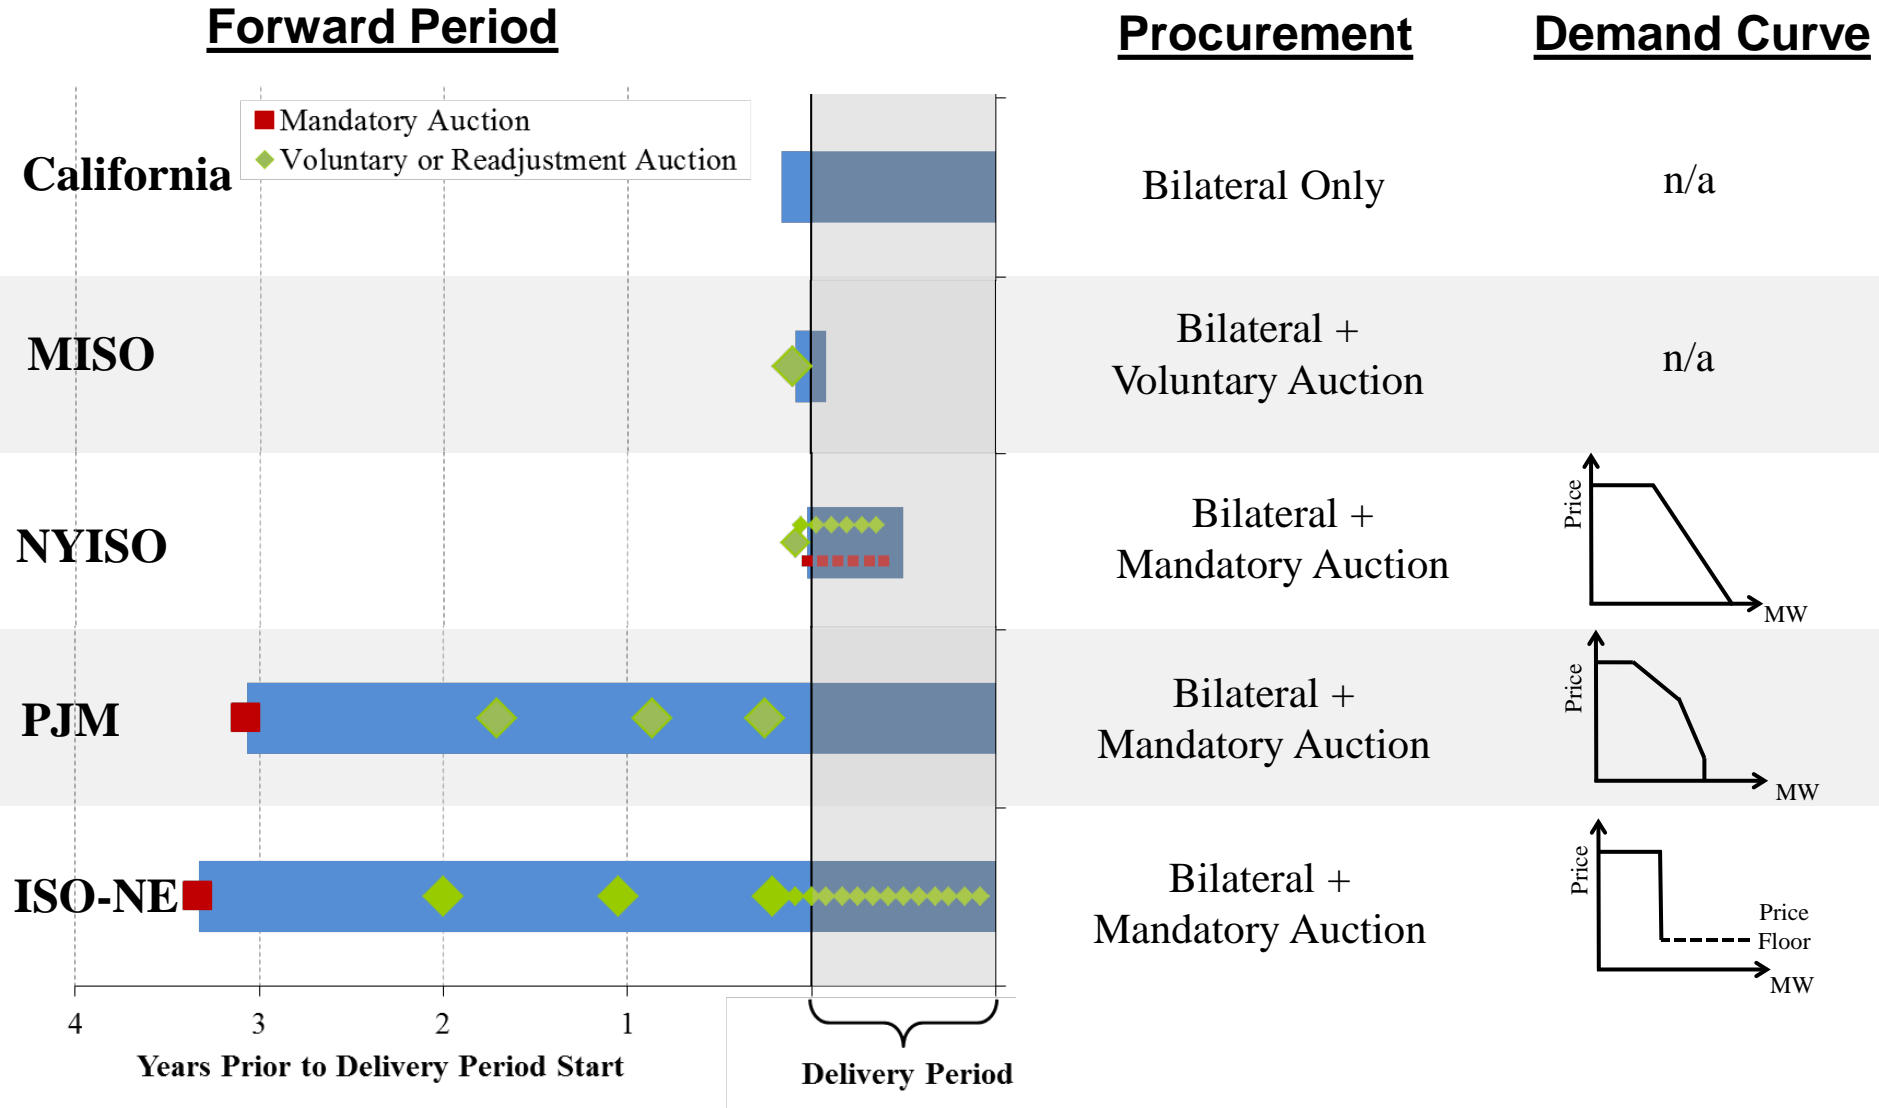 Forward Period
Procurement
Demand Curve
Mandatory Auction
Voluntary or Readjustment Auction
California
Bilateral Only
n/a
MISO
Bilateral +
Voluntary Auction
n/a
NYISO
Bilateral +
Mandatory Auction
Price
MW
PJM
Bilateral +
Mandatory Auction
Price
MW
ISO-NE
Bilateral +
Mandatory Auction
Price
Price
Floor
MW
4
3
2
1
Years Prior to Delivery Period Start
Delivery Period